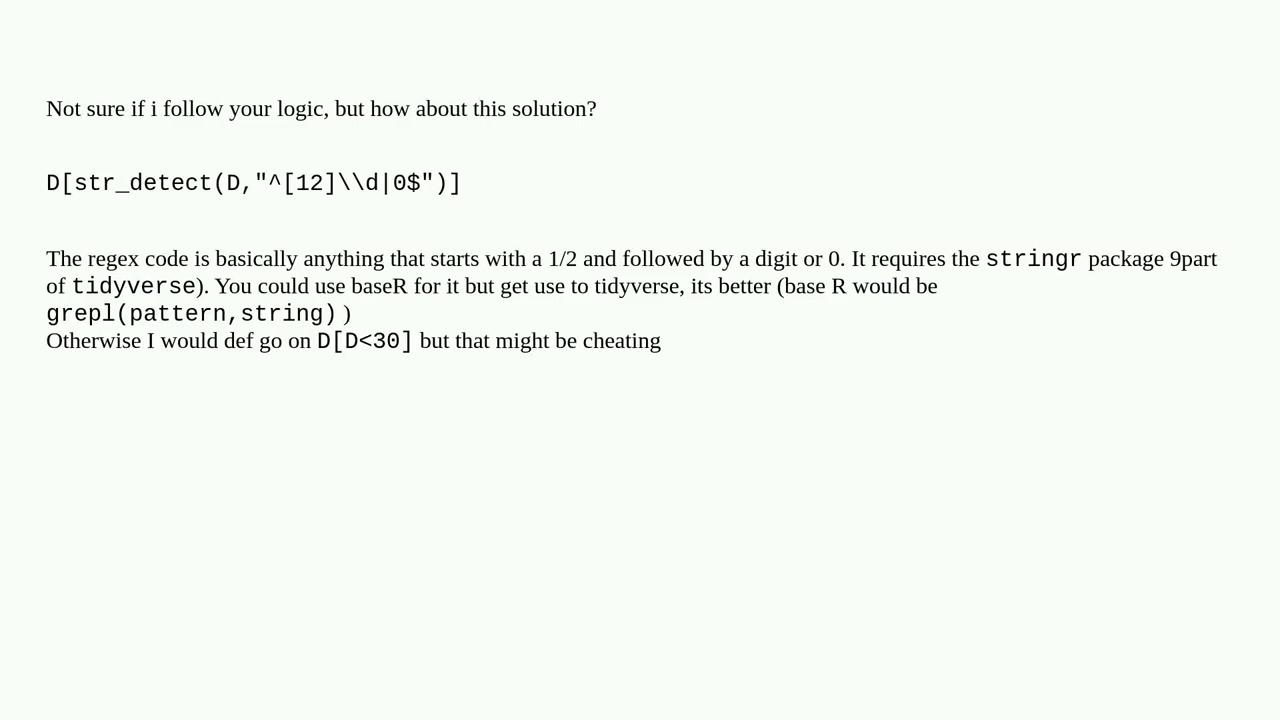 Not sure if i follow your logic, but how about this solution?
D[str_detect(D,"^[12]\\d|0$")]
The regex code is basically anything that starts with a 1/2 and followed by a digit or 0. It requires the stringr package 9part
of tidyverse). You could use baseR for it but get use to tidyverse, its better (base R would be
grepl(pattern,string) )
Otherwise I would def go on D[D<30] but that might be cheating